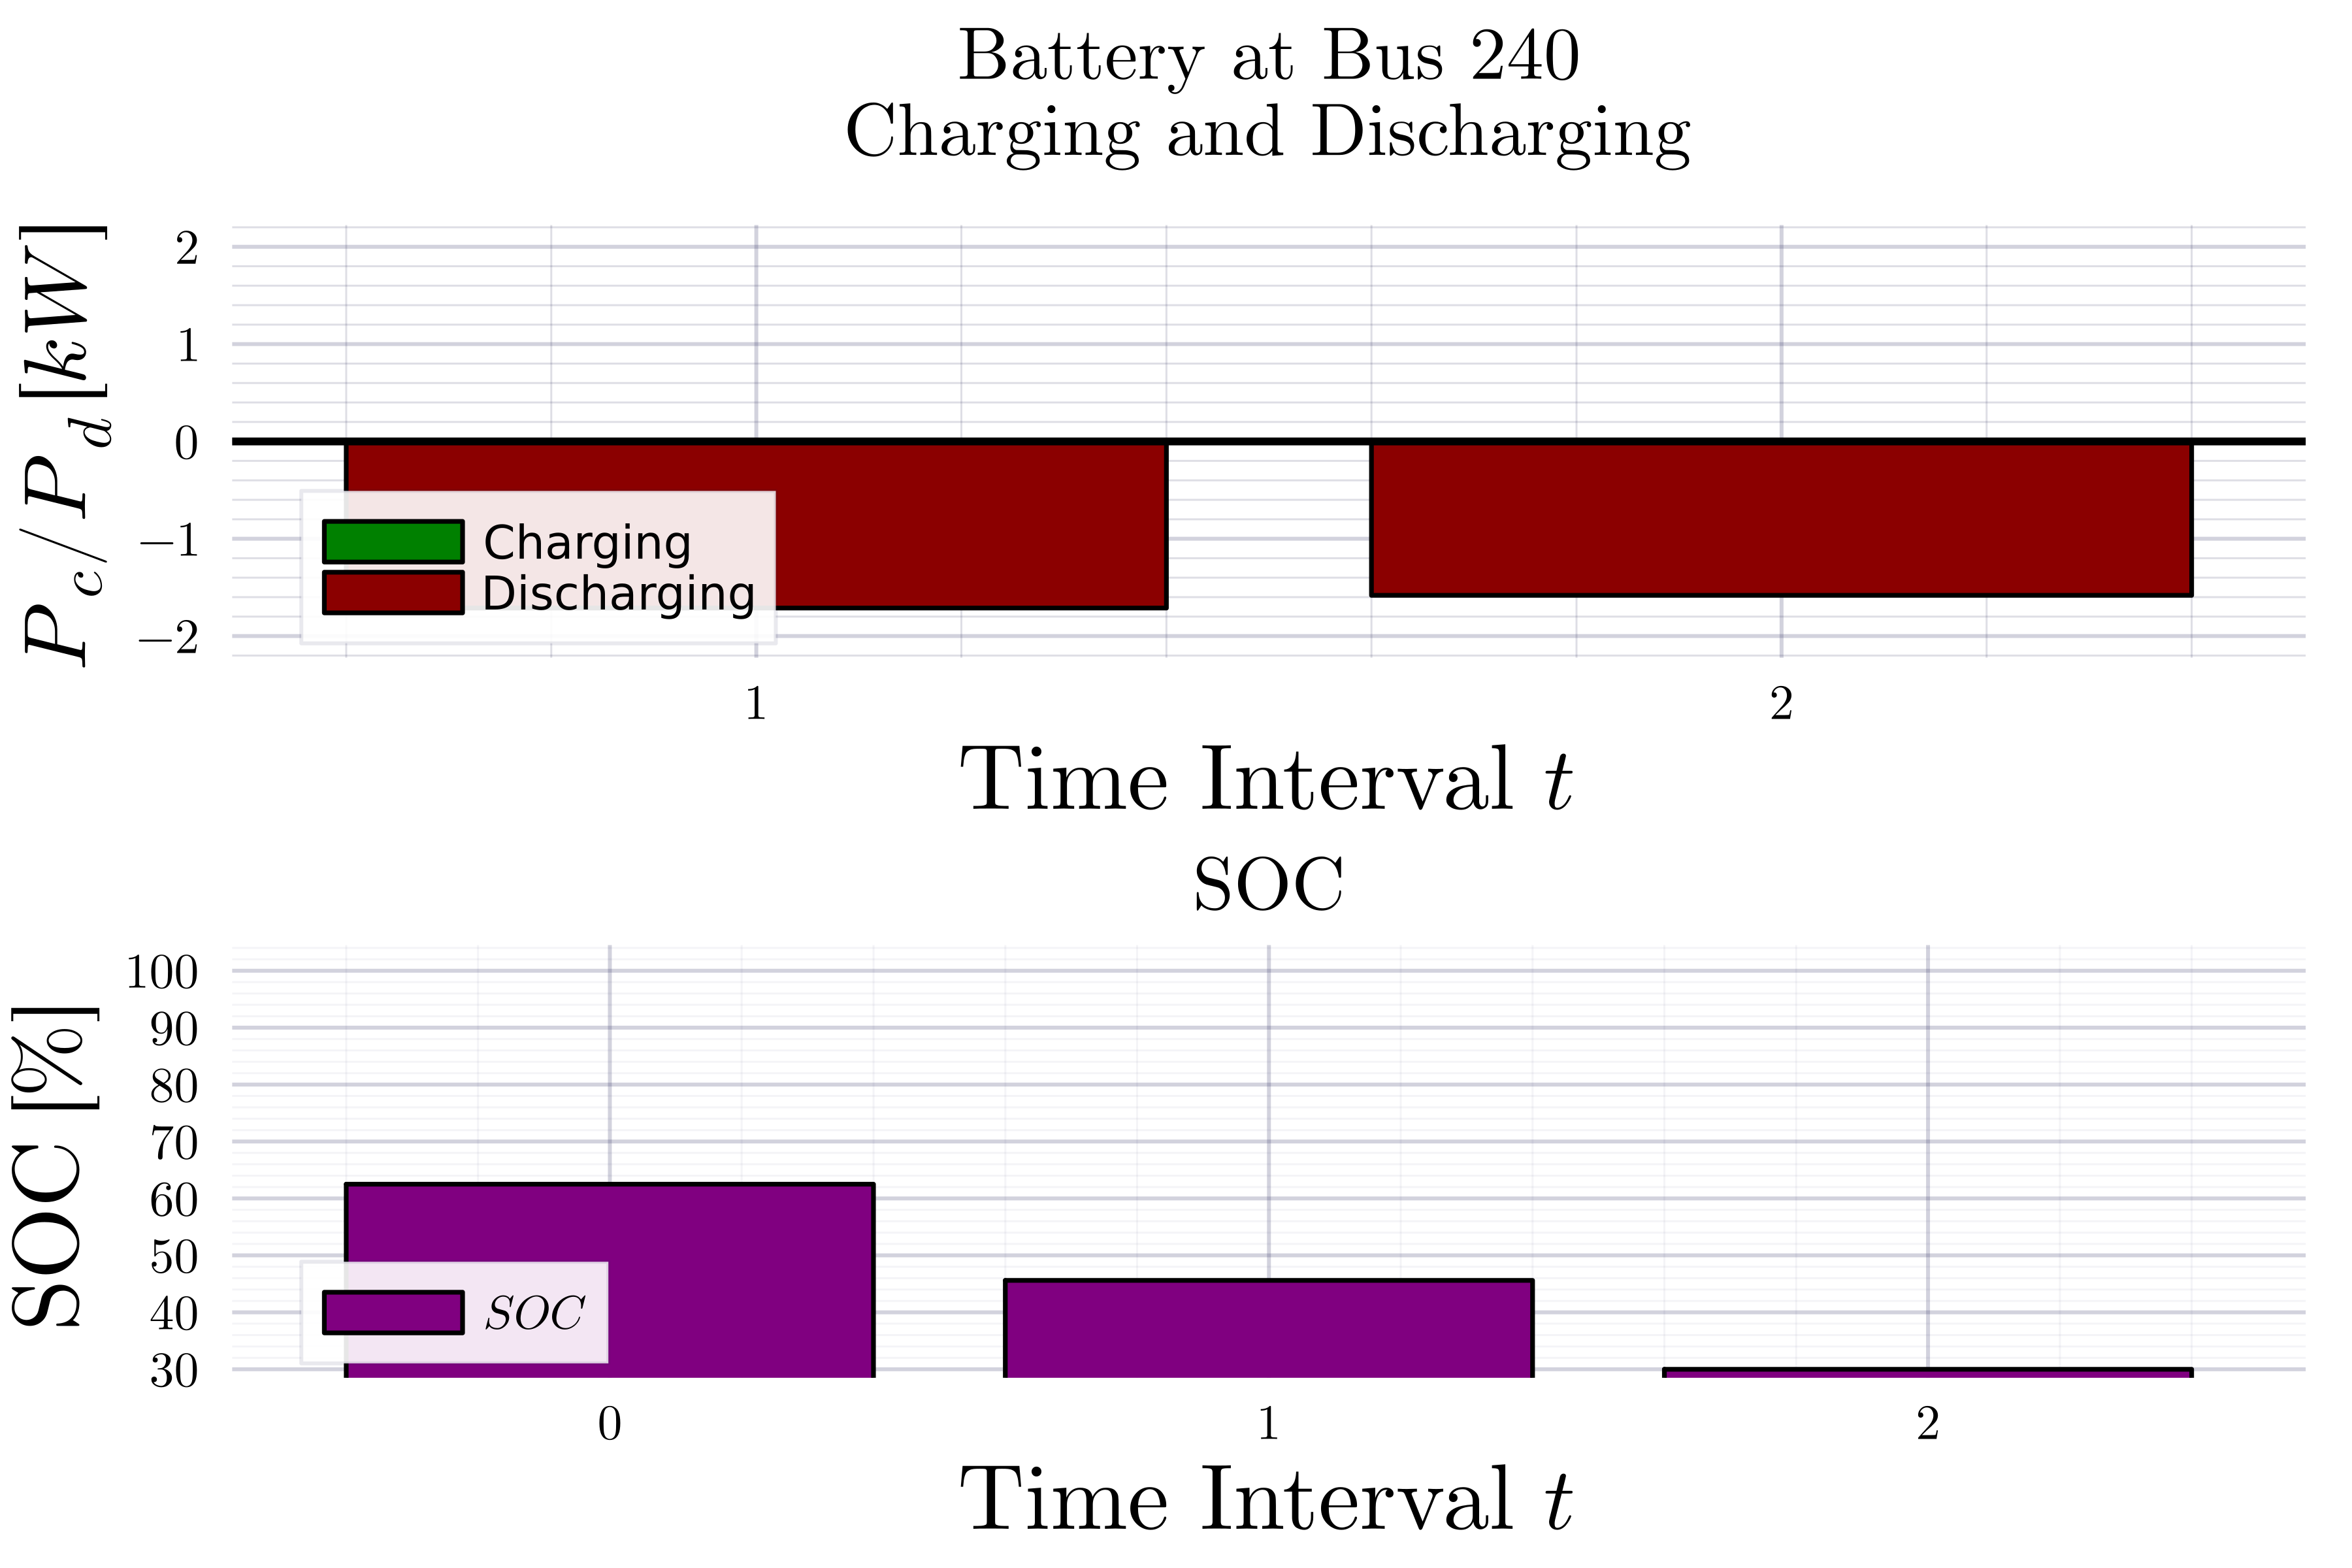 Battery at Bus 240
Charging and Discharging
P_c/P_d [kW]
2
1
0
−1
−2
Charging
Discharging
1 2
Time Interval t
SOC
SOC [%]
100
90
80
70
60
50
40
30
SOC
0 1 2
Time Interval t